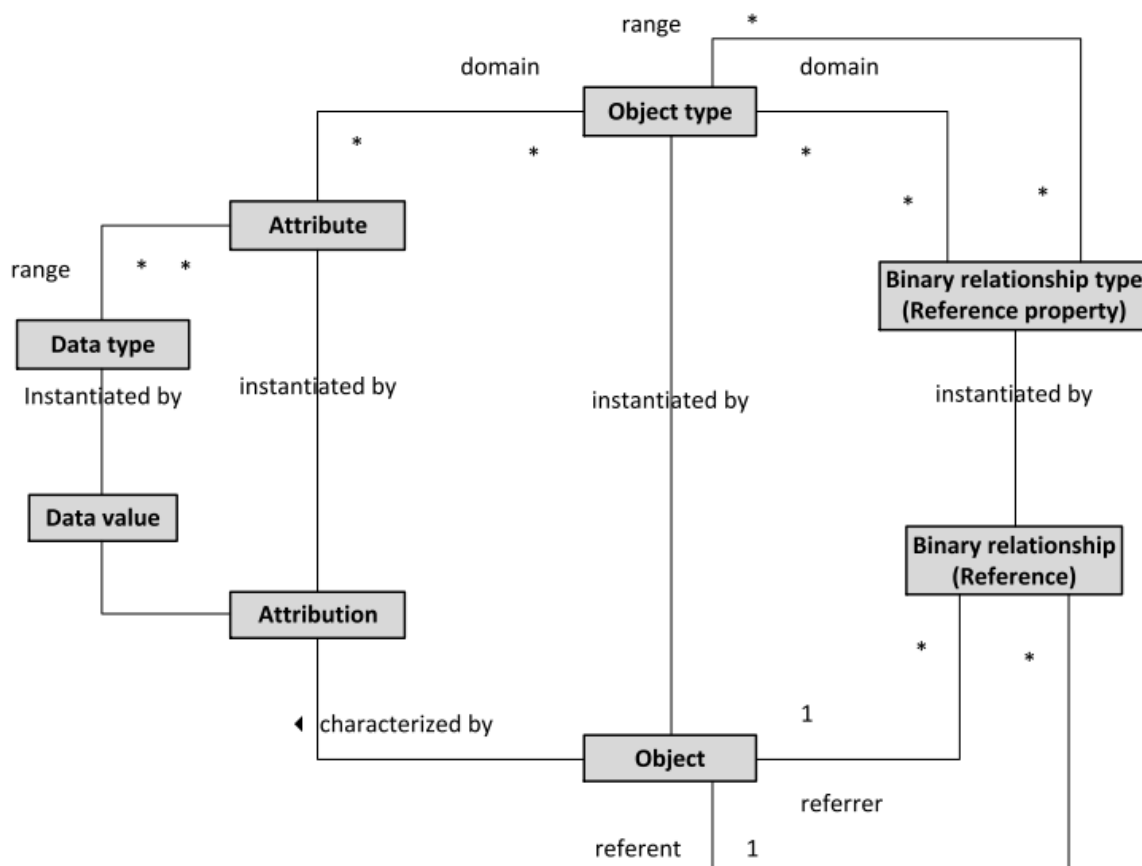 range *
domain
domain
Object type
*
*
*
*
*
Attribute
range
* *
Binary relationship type
(Reference property)
Data type
Instantiated by
instantiated by
instantiated by
instantiated by
Data value
Binary relationship
(Reference)
Attribution
*
*
characterized by
1
Object
referrer
referent 1